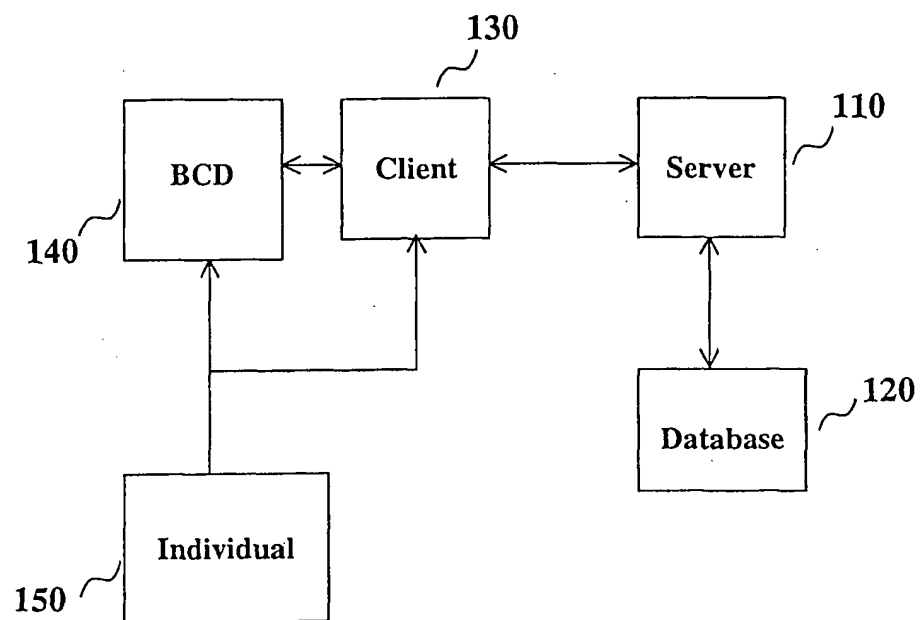 130
110
BCD
Client
Server
140
120
Database
Individual
150